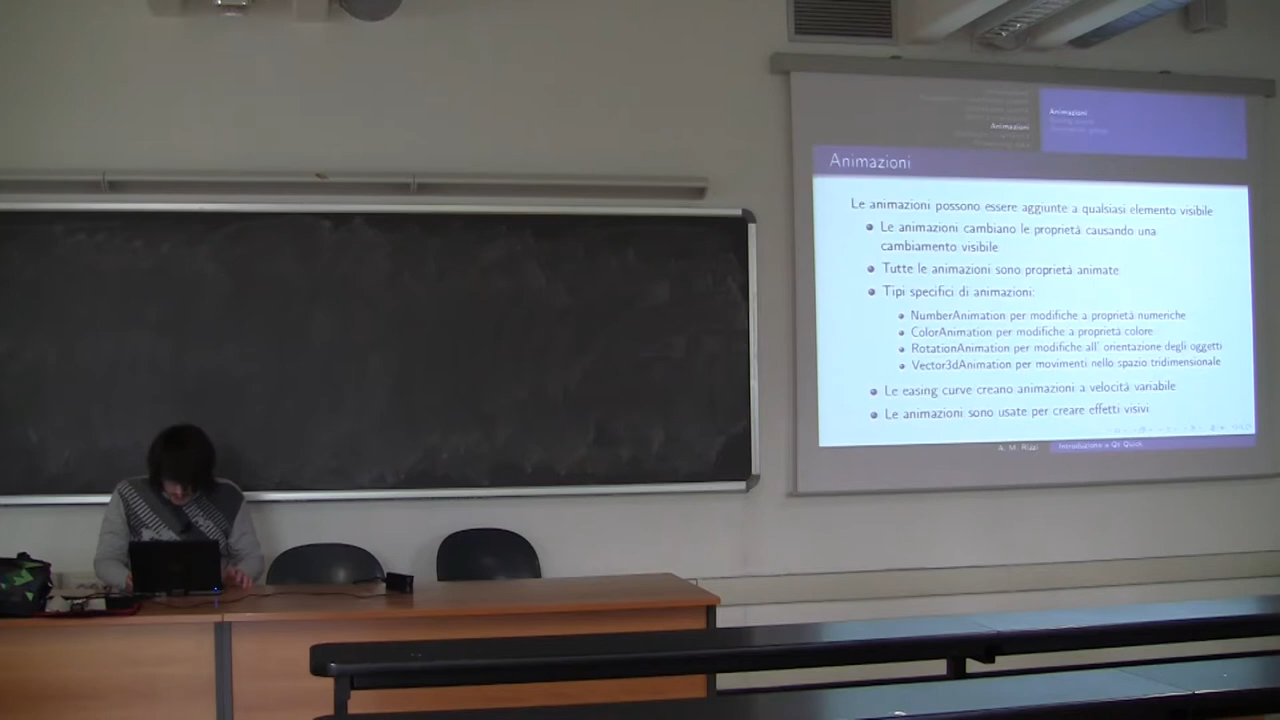 Animazioni
Animazioni
Animazioni
Le animazioni possono essere aggiunte a qualsiasi elemento visibile
Le animazioni cambiano le proprietà causando una
cambiamento visibile
Tutte le animazioni sono proprietà animate
Tipi specifici di animazioni:
NumberAnimation per modifiche a proprietà numeriche
ColorAnimation per modifiche a proprietà colore
RotationAnimation per modifiche all' orientazione degli oggetti
Vector3dAnimation per movimenti nello spazio tridimensionale
Le easing curve creano animazioni a velocità variabile
Le animazioni sono usate per creare effetti visivi
A. M. Rizzi Introduzione a Qt Quick